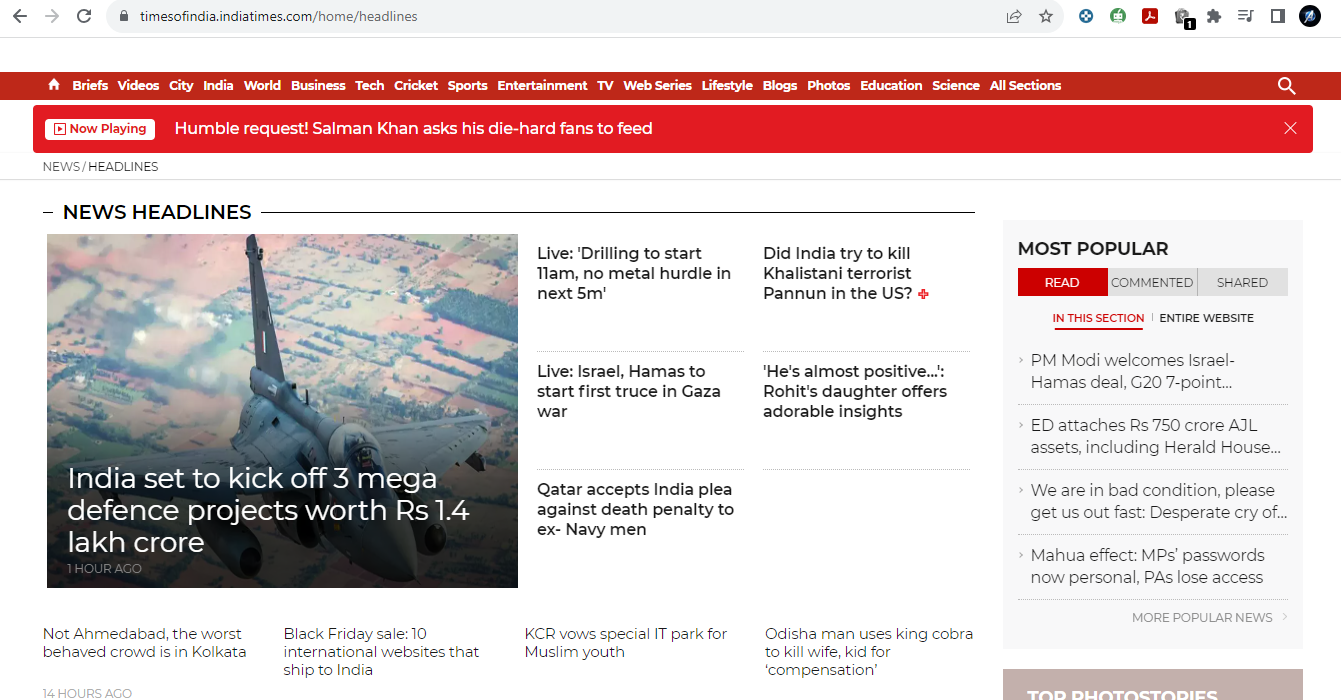 timesofindia.indiatimes.com/home/headlines
1
Briefs Videos City India World Business Tech Cricket Sports Entertainment TV Web Series Lifestyle Blogs Photos Education Science All Sections
Now Playing
Humble request! Salman Khan asks his die-hard fans to feed
NEWS / HEADLINES
NEWS HEADLINES
India set to kick off 3 mega
defence projects worth Rs 1.4
lakh crore
1 HOUR AGO
Live: 'Drilling to start
11am, no metal hurdle in
next 5m'
Did India try to kill
Khalistani terrorist
Pannun in the US?
Live: Israel, Hamas to
start first truce in Gaza
war
'He's almost positive...':
Rohit's daughter offers
adorable insights
Qatar accepts India plea
against death penalty to
ex- Navy men
Not Ahmedabad, the worst
behaved crowd is in Kolkata
14 HOURS AGO
Black Friday sale: 10
international websites that
ship to India
KCR vows special IT park for
Muslim youth
Odisha man uses king cobra
to kill wife, kid for
‘compensation’
MOST POPULAR
READ COMMENTED SHARED
IN THIS SECTION ENTIRE WEBSITE
PM Modi welcomes Israel-
Hamas deal, G20 7-point...
ED attaches Rs 750 crore AJL
assets, including Herald House...
We are in bad condition, please
get us out fast: Desperate cry of...
Mahua effect: MPs’ passwords
now personal, PAs lose access
MORE POPULAR NEWS
TOP PHOTOSTORIES